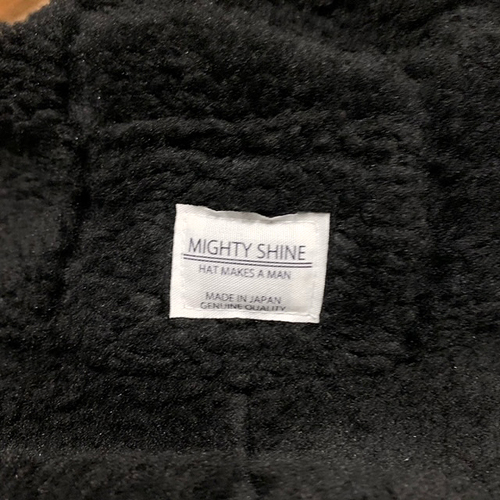 MIGHTY SHINE
HAT MAKES A MAN
MADE IN JAPAN
GENUINE QUALITY